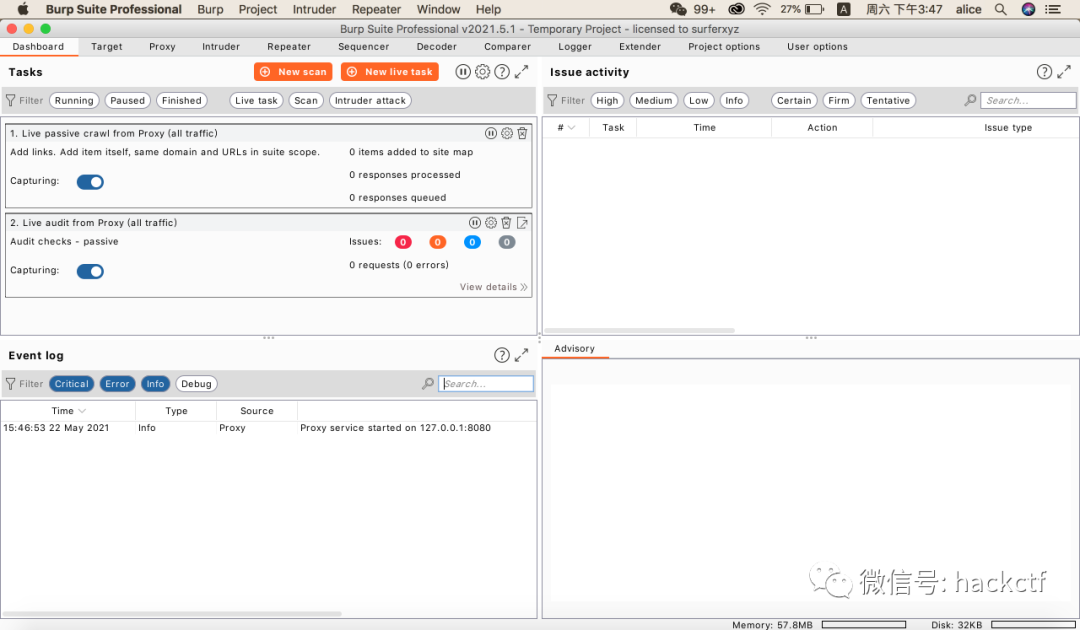 Burp Suite Professional Burp Project Intruder Repeater Window Help 99+ 27% A 周六 下午3:47 alice
Burp Suite Professional v2021.5.1 - Temporary Project - licensed to surferxyz
Dashboard Target Proxy Intruder Repeater Sequencer Decoder Comparer Logger Extender Project options User options
Tasks New scan New live task
Filter Running Paused Finished Live task Scan Intruder attack
1. Live passive crawl from Proxy (all traffic)
Add links. Add item itself, same domain and URLs in suite scope. 0 items added to site map
0 responses processed
Capturing:
0 responses queued
2. Live audit from Proxy (all traffic)
Audit checks - passive Issues: 0 0 0 0
0 requests (0 errors)
Capturing:
View details
Issue activity
Filter High Medium Low Info Certain Firm Tentative Search...
# Task Time Action Issue type
Event log
Filter Critical Error Info Debug Search...
Time Type Source
15:46:53 22 May 2021 Info Proxy Proxy service started on 127.0.0.1:8080
Advisory
微信号: hackctf
Memory: 57.8MB Disk: 32KB